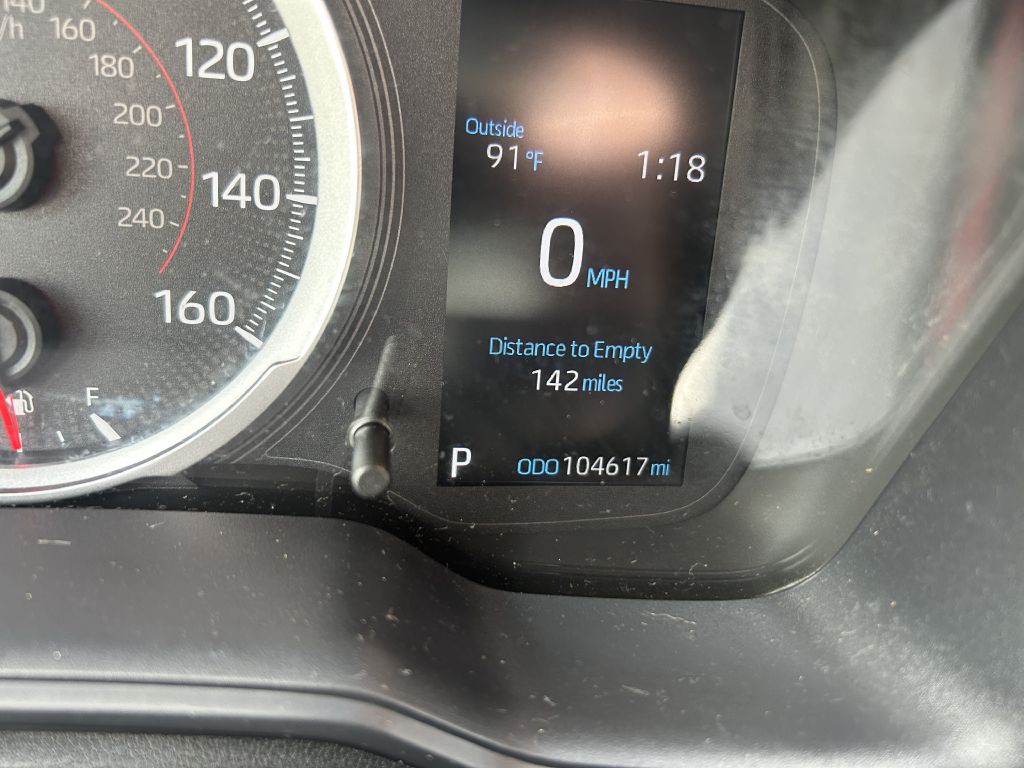 160
180
200
220
240
120
140
160
F
Outside
91°F 1:18
0 MPH
Distance to Empty
142 miles
P ODO 104617 mi